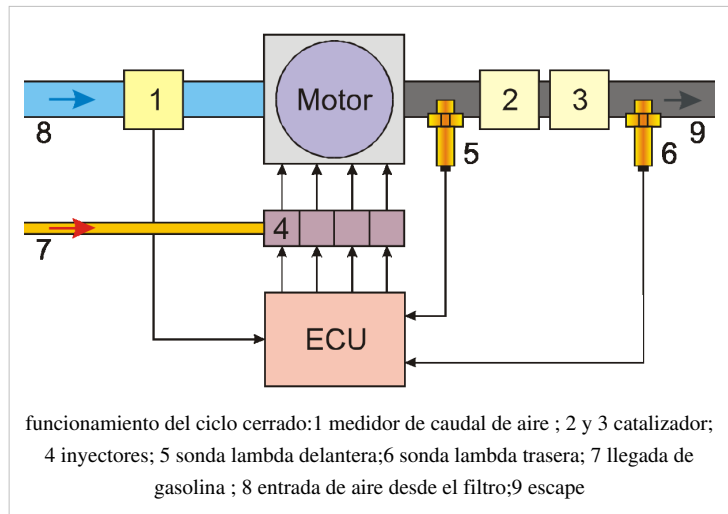 1
Motor
2
3
8
5
6
9
4
7
ECU
funcionamiento del ciclo cerrado:1 medidor de caudal de aire ; 2 y 3 catalizador;
4 inyectores; 5 sonda lambda delantera;6 sonda lambda trasera; 7 llegada de
gasolina ; 8 entrada de aire desde el filtro;9 escape